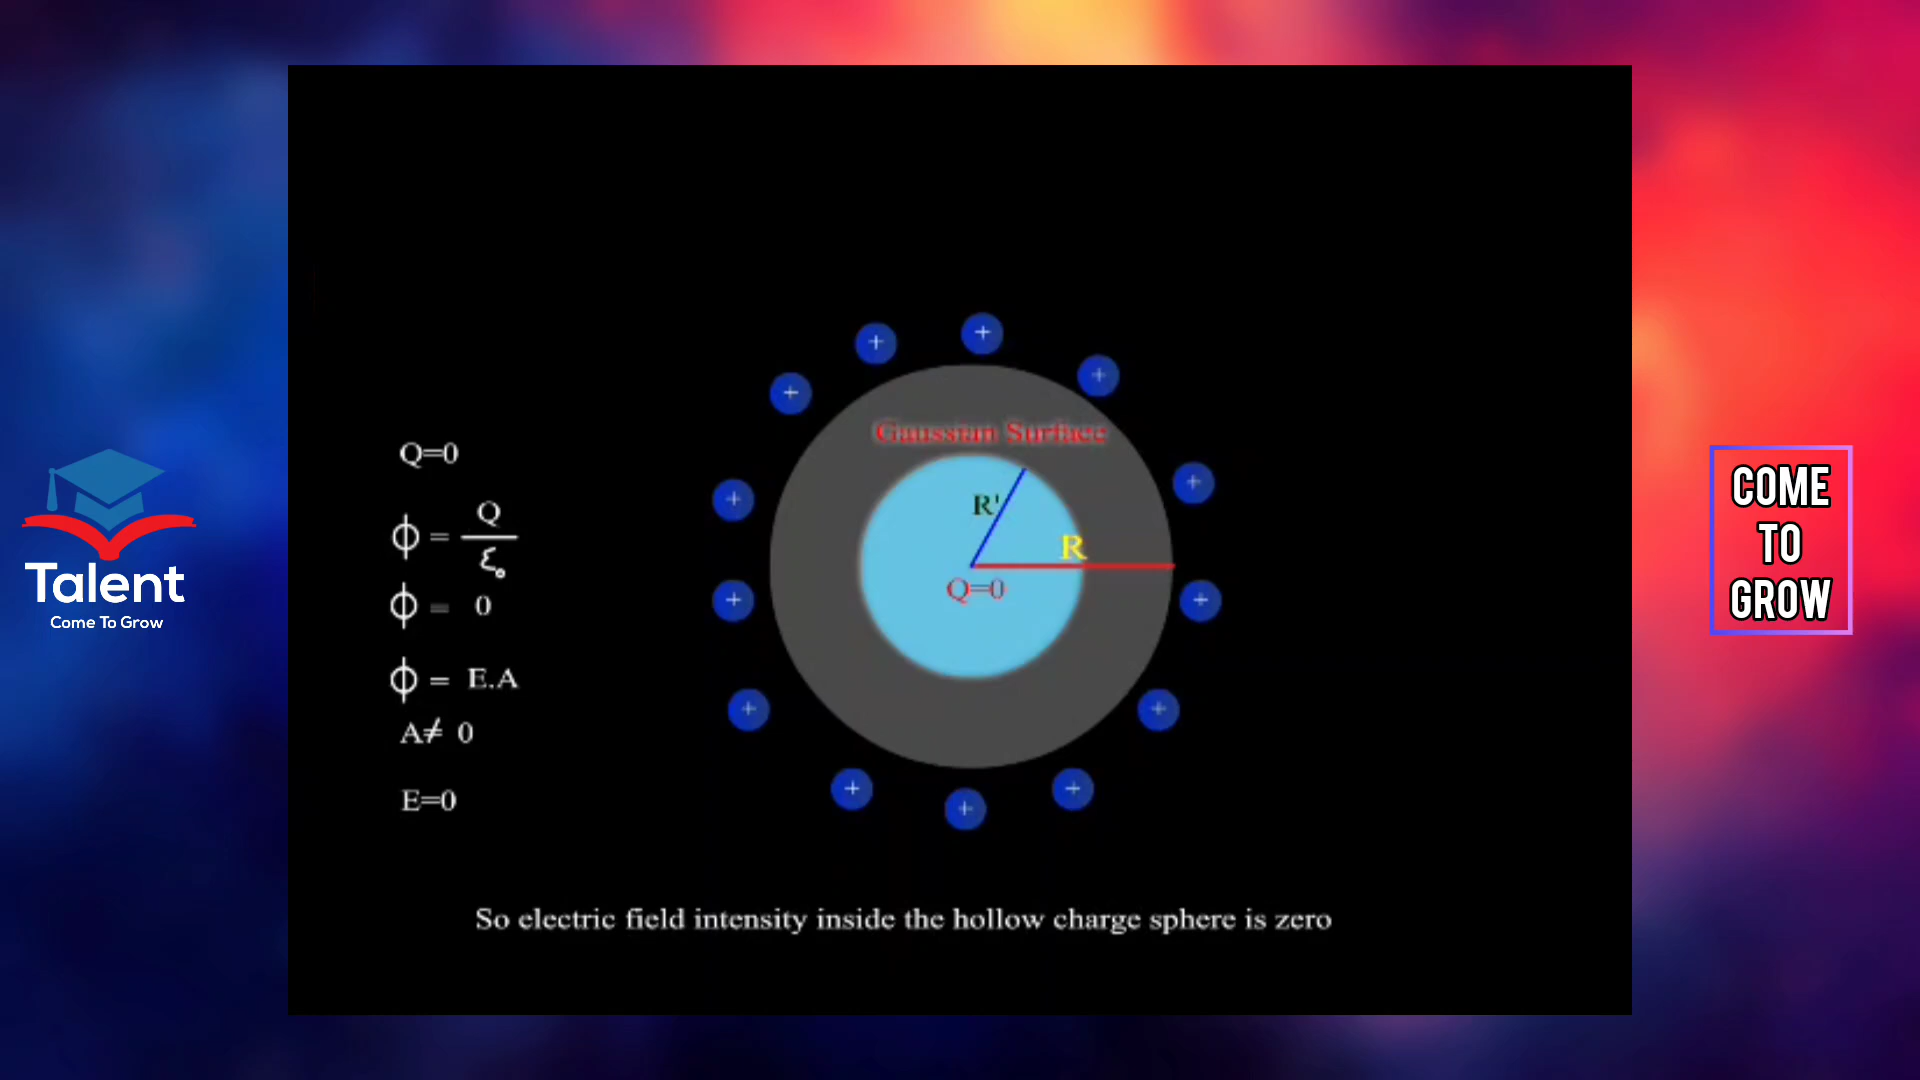 Q=0
ϕ = Q/ε₀
ϕ = 0
ϕ = E.A
A≠ 0
E=0
+ + + + + + + + + + + + +
Gaussian Surface
R'
R
Q=0
So electric field intensity inside the hollow charge sphere is zero
Talent
Come To Grow
COME
TO
GROW